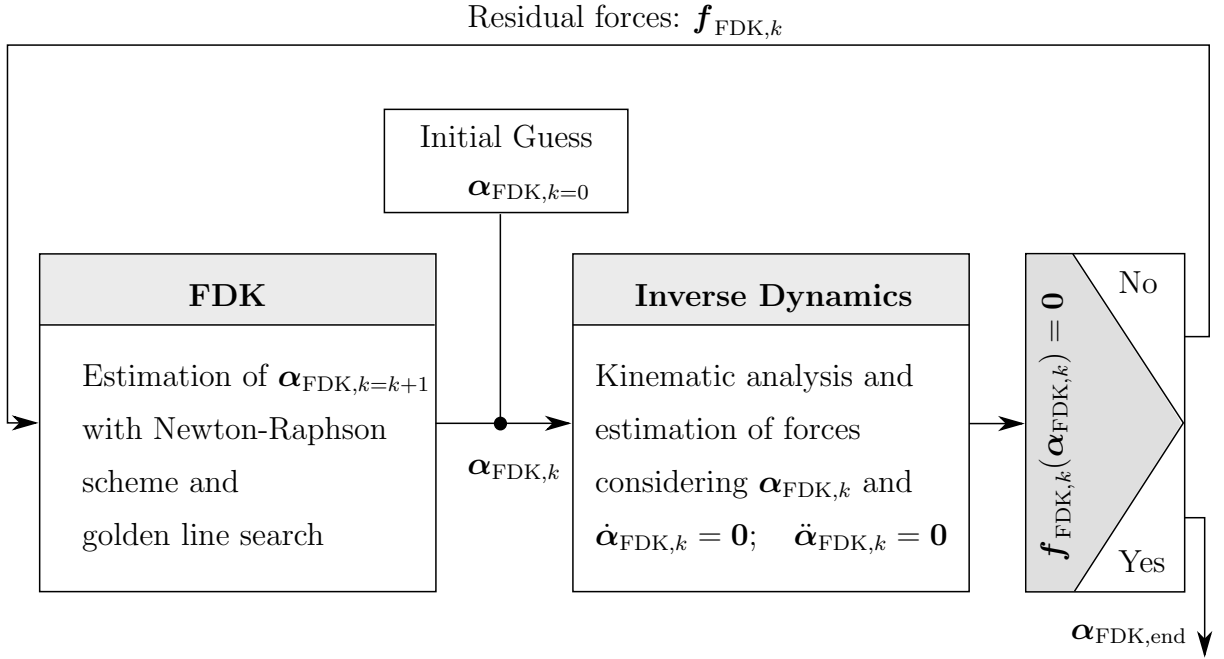 Residual forces: f_FDK,k
Initial Guess
α_FDK,k=0
FDK
Estimation of α_FDK,k=k+1
with Newton-Raphson
scheme and
golden line search
α_FDK,k
Inverse Dynamics
Kinematic analysis and
estimation of forces
considering α_FDK,k and
α̇_FDK,k = 0; α̈_FDK,k = 0
f_FDK,k(α_FDK,k) = 0
No
Yes
α_FDK,end